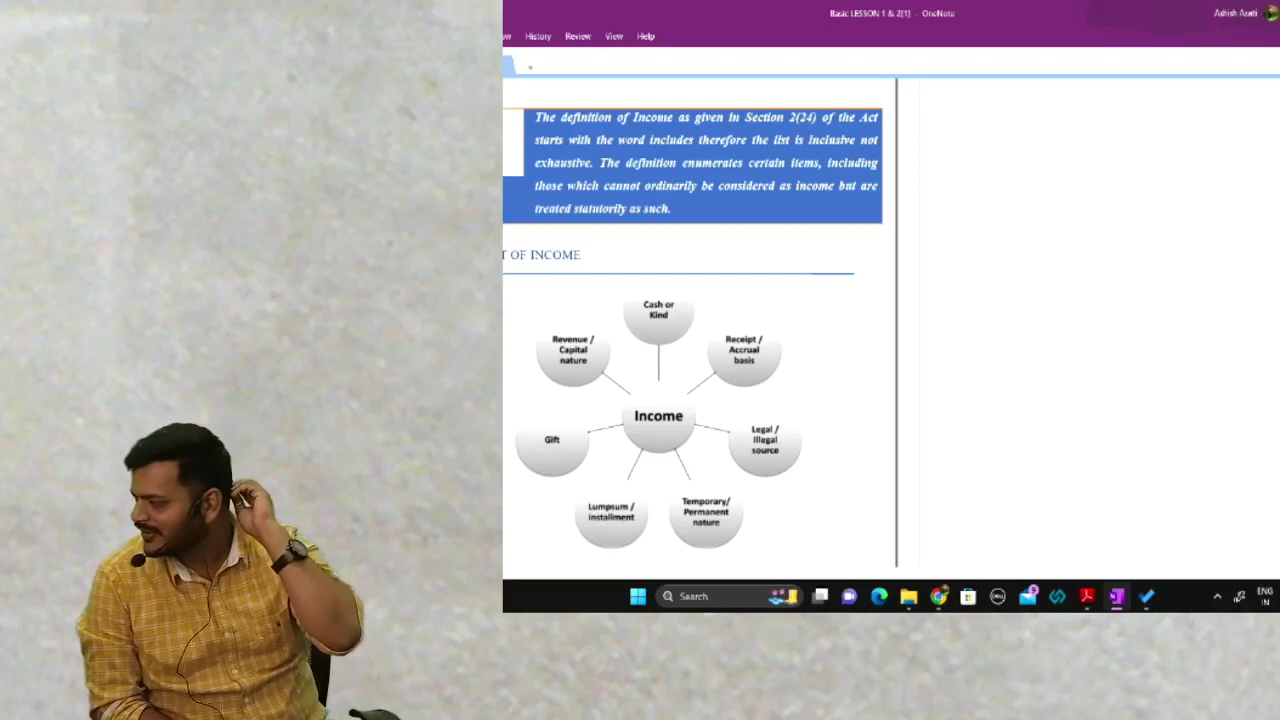 Basic LESSON 1 & 2[1] - OneNote
Ashish Asati
History Review View Help
The definition of Income as given in Section 2(24) of the Act
starts with the word includes therefore the list is inclusive not
exhaustive. The definition enumerates certain items, including
those which cannot ordinarily be considered as income but are
treated statutorily as such.
OF INCOME
Cash or
Kind
Revenue /
Capital
nature
Receipt /
Accrual
basis
Income
Gift
Legal /
Illegal
source
Lumpsum /
installment
Temporary/
Permanent
nature
Search
ENG
IN